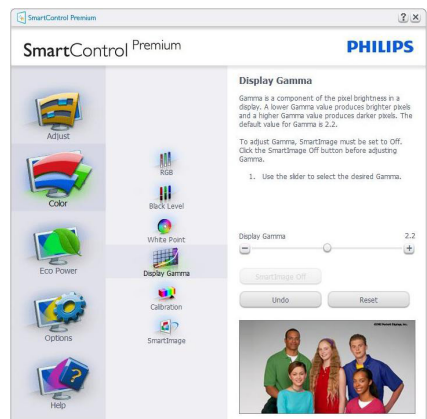 SmartControl Premium
SmartControl Premium
PHILIPS
Adjust
Color
Eco Power
Options
Help
RGB
Black Level
White Point
Display Gamma
Calibration
SmartImage
Display Gamma
Gamma is a component of the pixel brightness in a
display. A lower Gamma value produces brighter pixels
and a higher Gamma value produces darker pixels. The
default value for Gamma is 2.2.
To adjust Gamma, SmartImage must be set to Off.
Click the SmartImage Off button before adjusting
Gamma.
1. Use the slider to select the desired Gamma.
Display Gamma 2.2
SmartImage Off
Undo
Reset